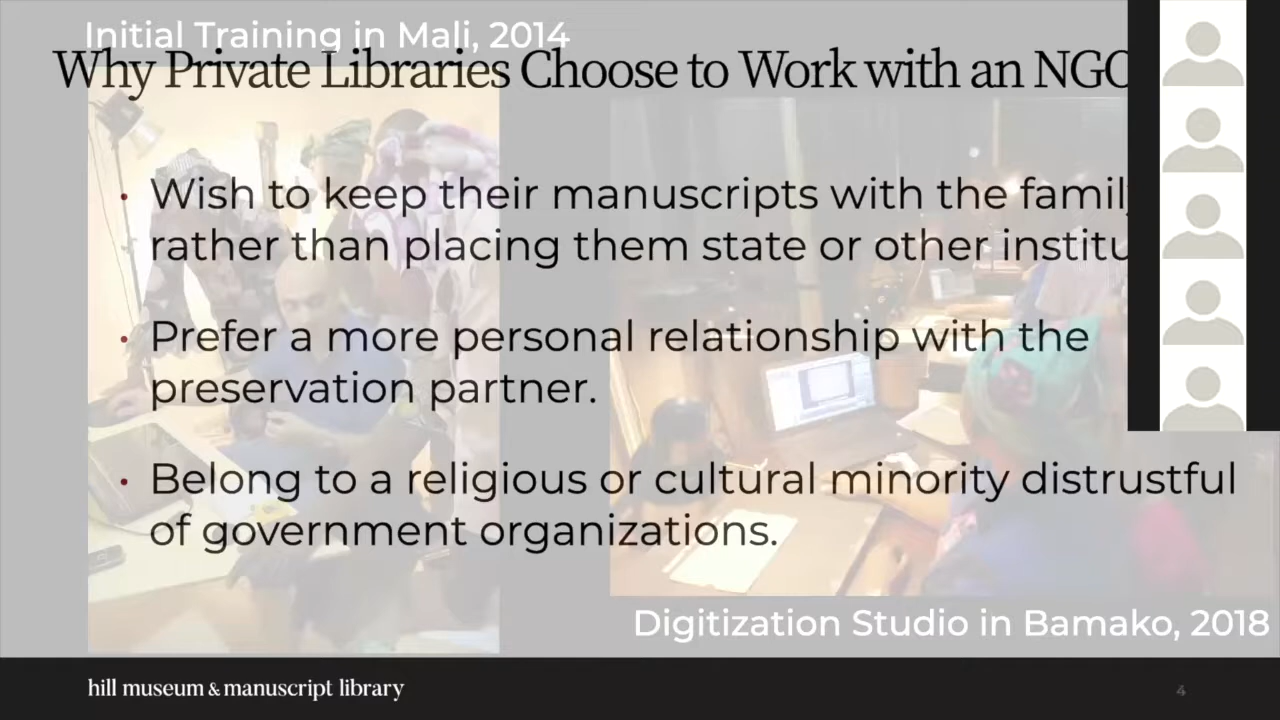 Initial Training in Mali, 2014
Why Private Libraries Choose to Work with an NGO
• Wish to keep their manuscripts with the family
rather than placing them state or other institu
• Prefer a more personal relationship with the
preservation partner.
• Belong to a religious or cultural minority distrustful
of government organizations.
Digitization Studio in Bamako, 2018
hill museum & manuscript library
4